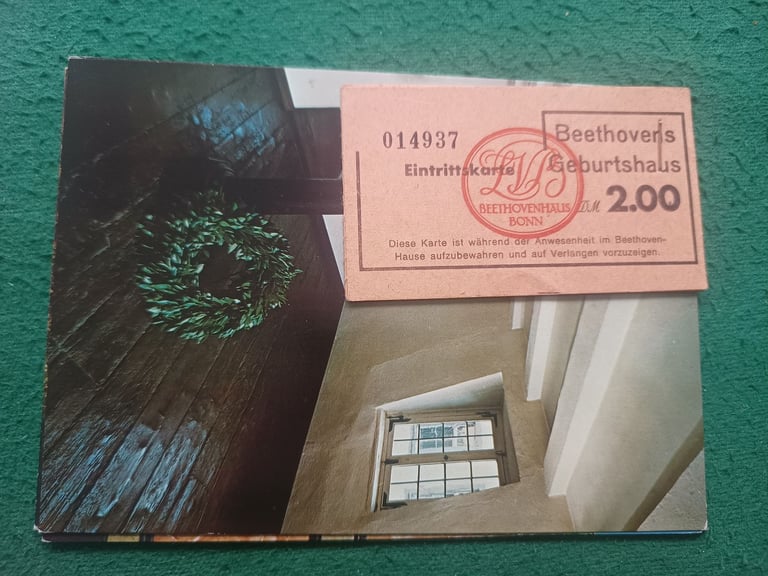 014937
Eintrittskarte
Beethovens
Geburtshaus
DM 2.00
LVB
BEETHOVENHAUS
BONN
Diese Karte ist während der Anwesenheit im Beethoven-
Hause aufzubewahren und auf Verlangen vorzuzeigen.